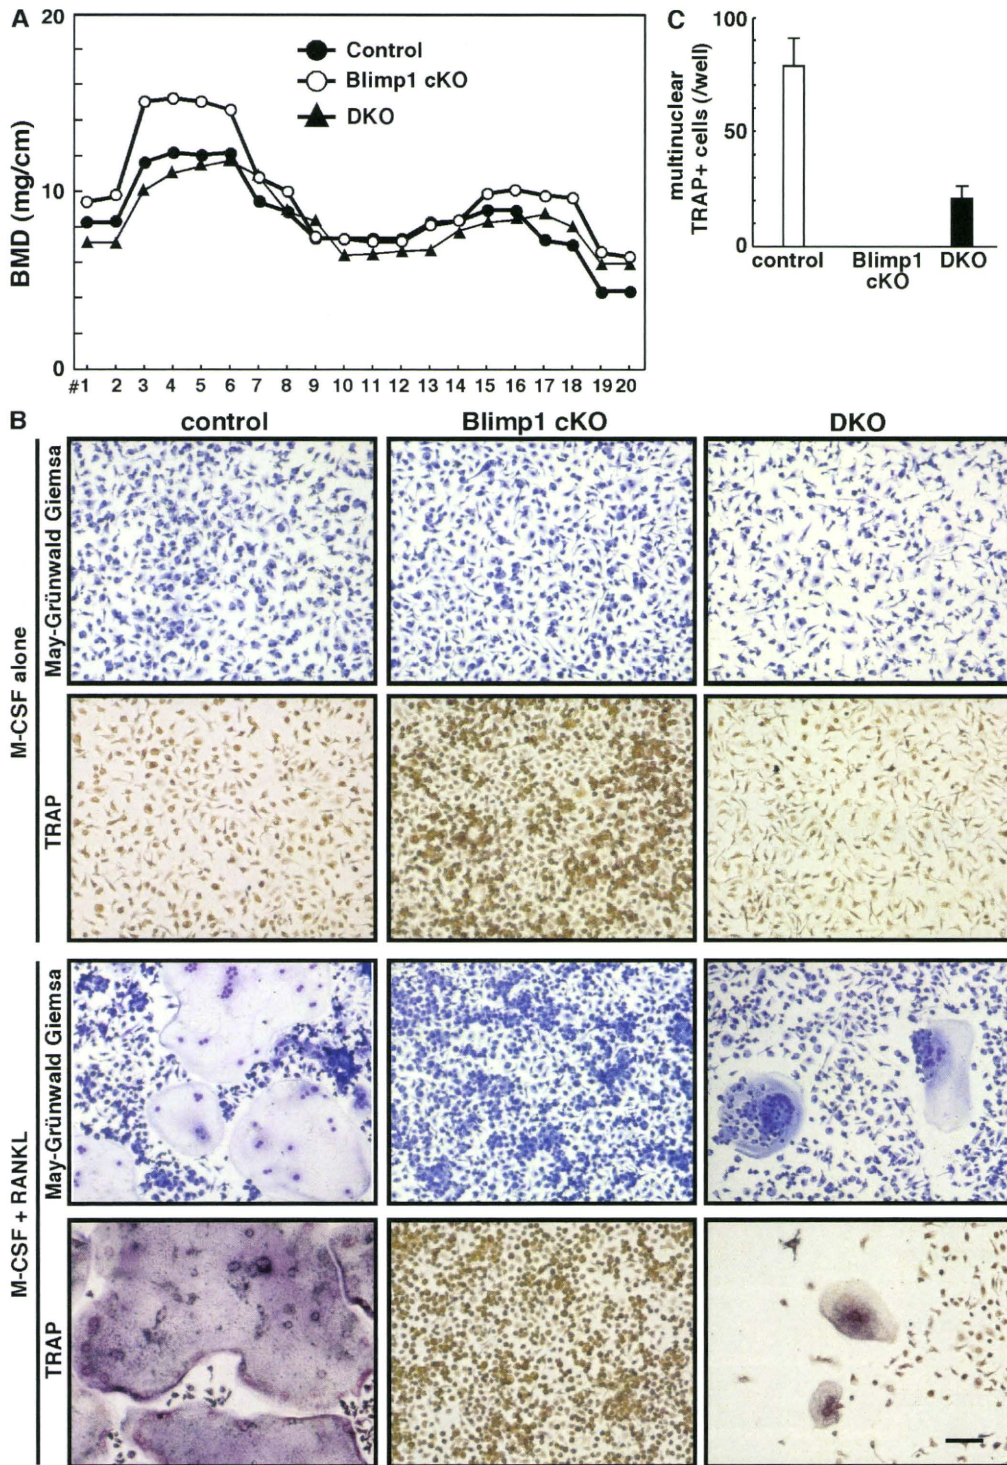 A
20
10
0
BMD (mg/cm)
Control
Blimp1 cKO
DKO
#1 2 3 4 5 6 7 8 9 10 11 12 13 14 15 16 17 18 19 20
C
100
50
0
multinuclear
TRAP+ cells (/well)
control
Blimp1
cKO
DKO
B
control
Blimp1 cKO
DKO
M-CSF alone
May-Grünwald Giemsa
TRAP
M-CSF + RANKL
May-Grünwald Giemsa
TRAP